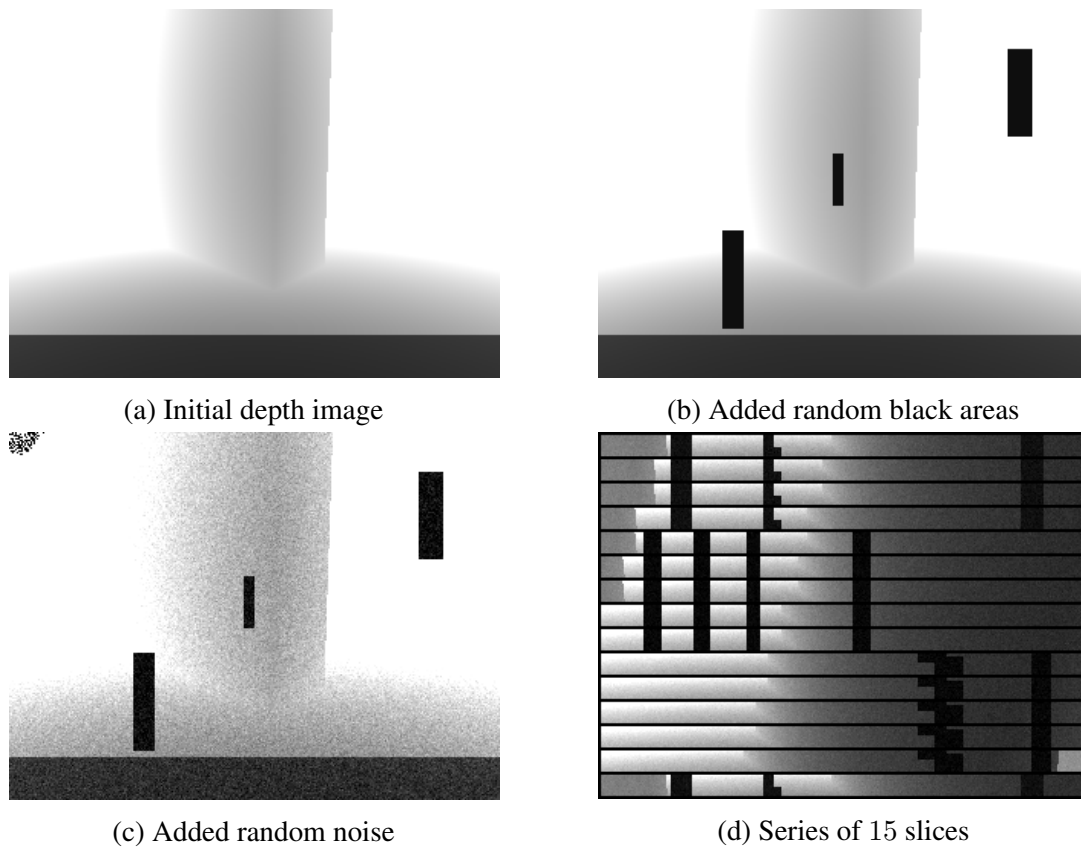 (a) Initial depth image
(b) Added random black areas
(c) Added random noise
(d) Series of 15 slices